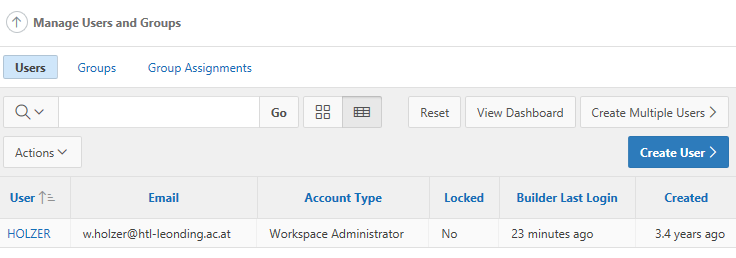 Manage Users and Groups
Users Groups Group Assignments
Go Reset View Dashboard Create Multiple Users
Actions Create User
User Email Account Type Locked Builder Last Login Created
HOLZER w.holzer@htl-leonding.ac.at Workspace Administrator No 23 minutes ago 3.4 years ago